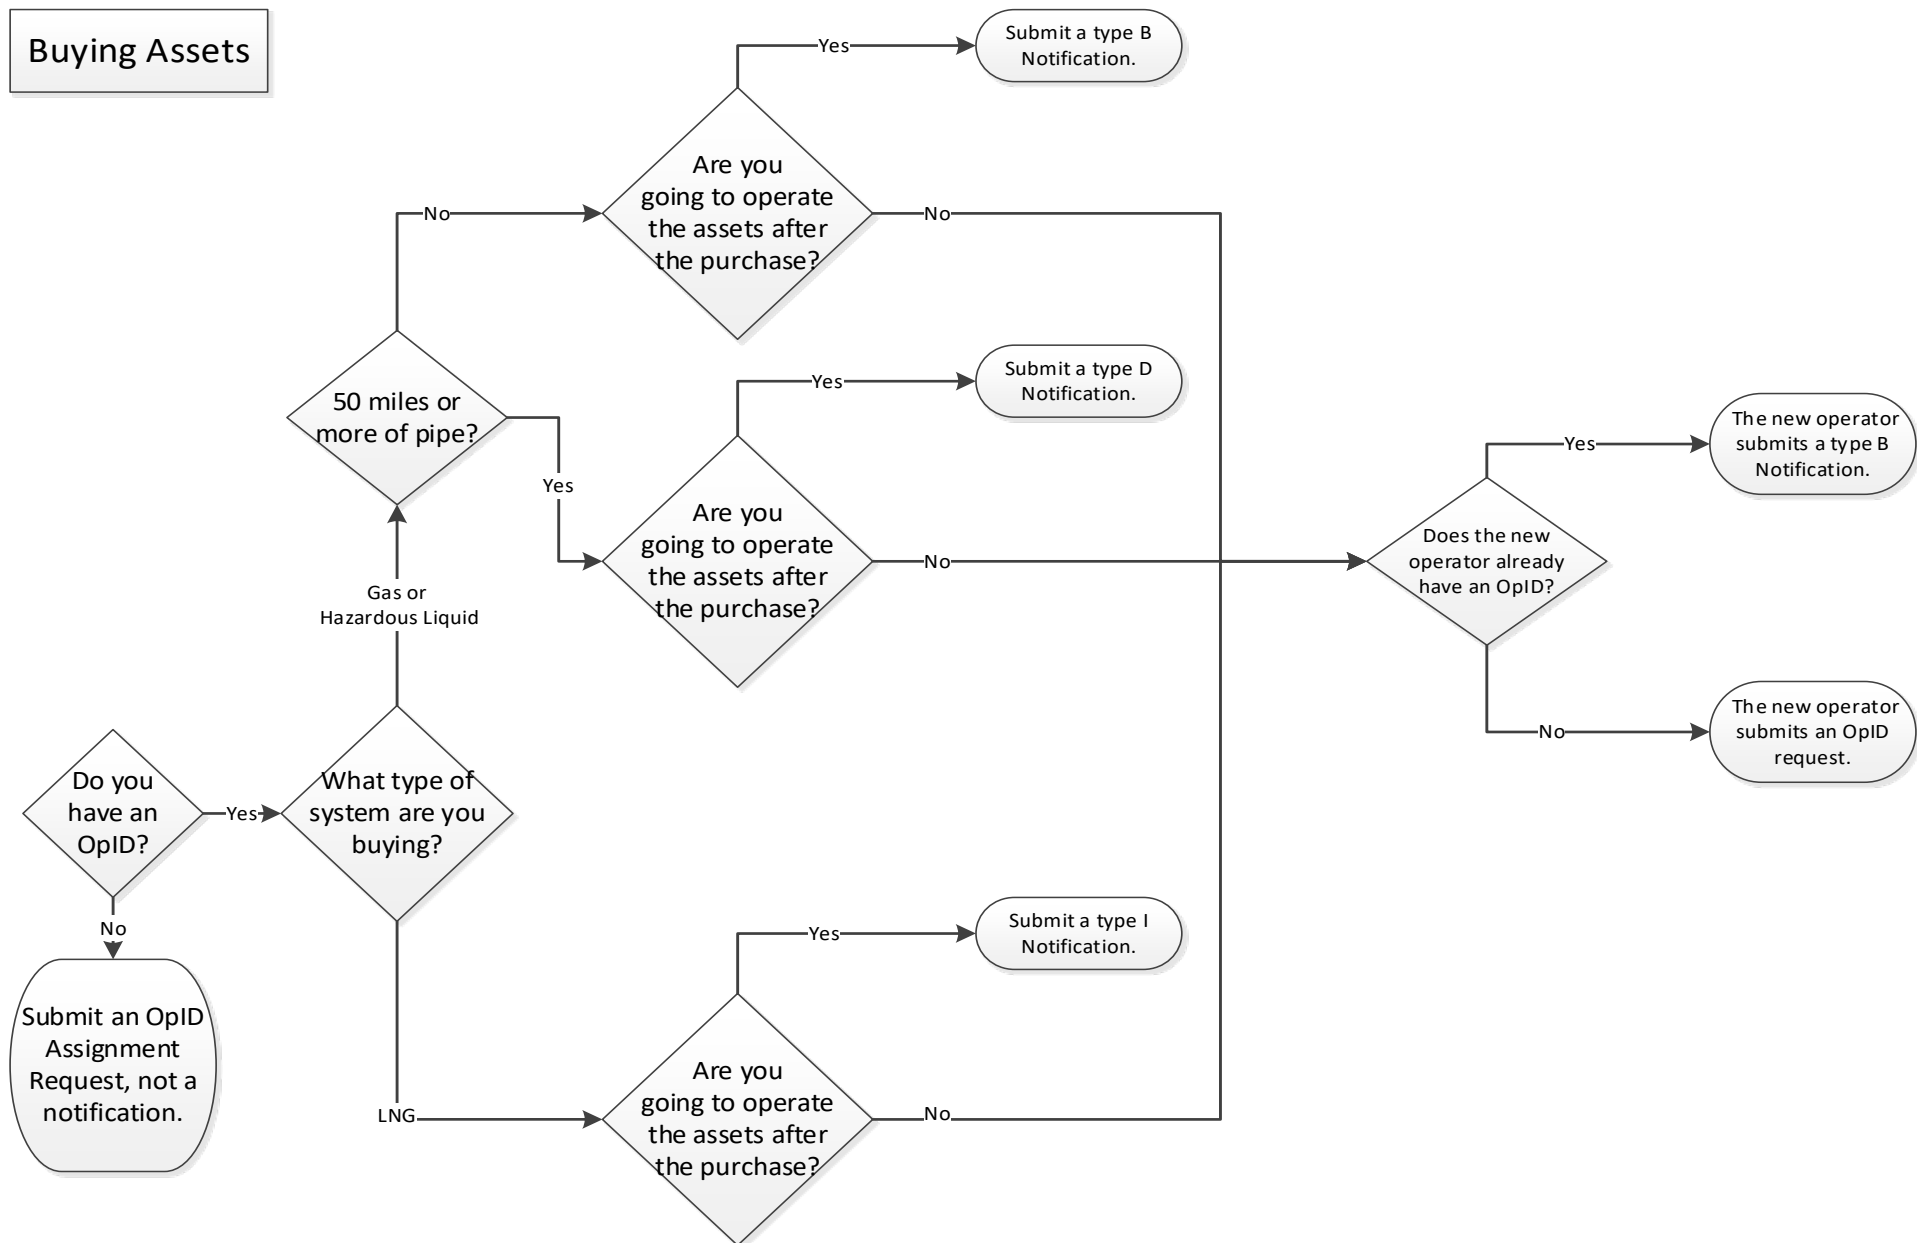 Buying Assets
Yes
Submit a type B
Notification.
Are you
going to operate
the assets after
the purchase?
No
No
50 miles or
more of pipe?
Yes
Yes
Submit a type D
Notification.
Are you
going to operate
the assets after
the purchase?
No
Does the new
operator already
have an OpID?
Yes
The new operator
submits a type B
Notification.
No
The new operator
submits an OpID
request.
Gas or
Hazardous Liquid
Do you
have an
OpID?
Yes
What type of
system are you
buying?
No
Submit an OpID
Assignment
Request, not a
notification.
LNG
Yes
Submit a type I
Notification.
Are you
going to operate
the assets after
the purchase?
No